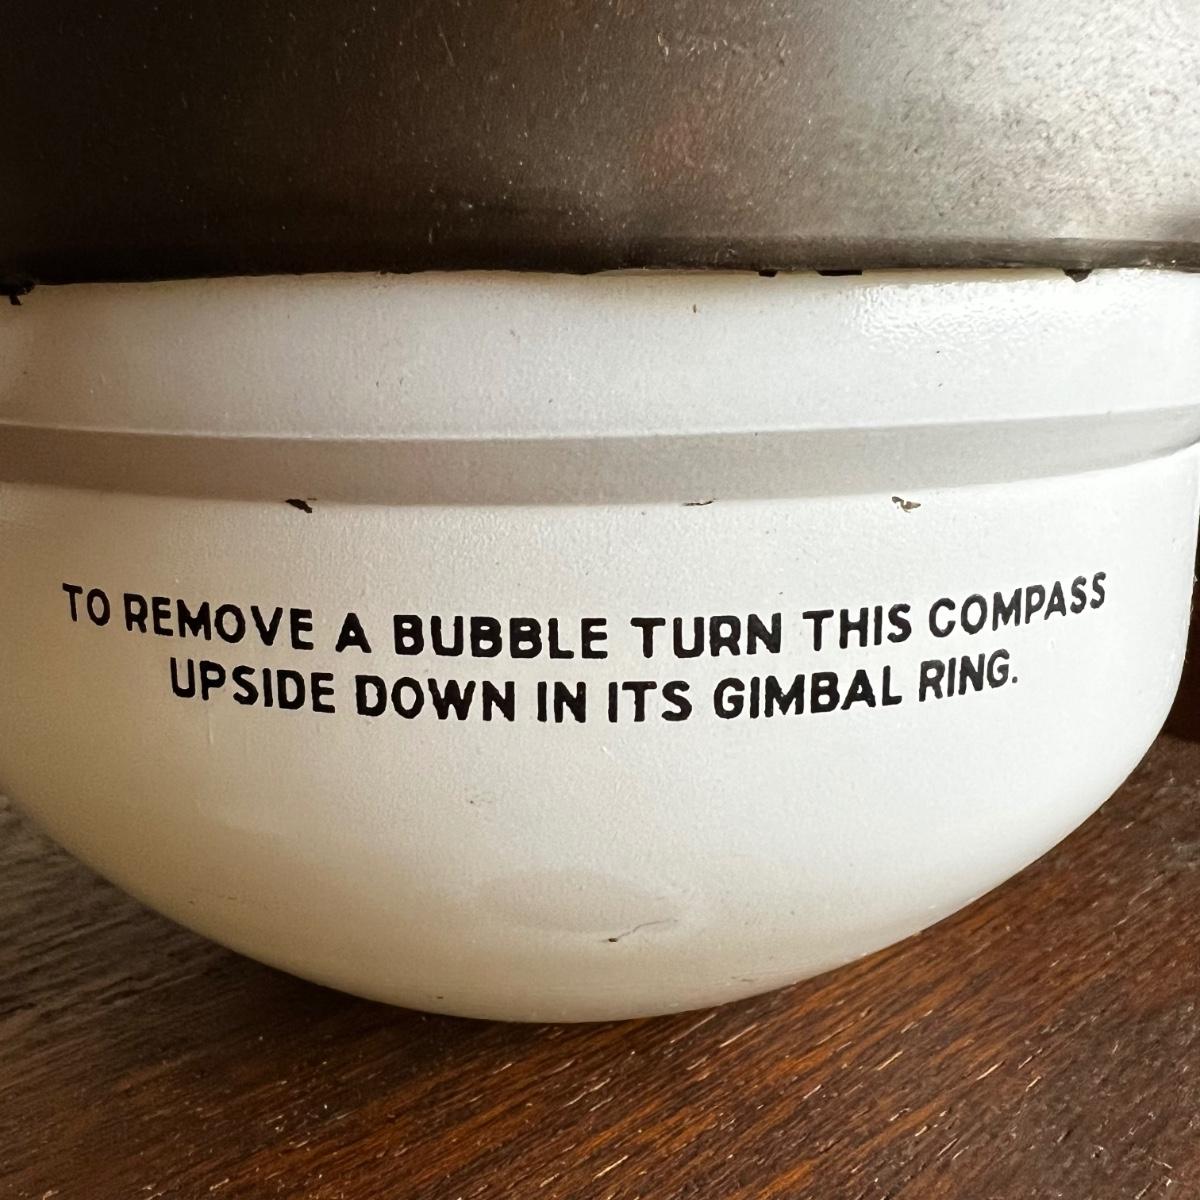 TO REMOVE A BUBBLE TURN THIS COMPASS
UPSIDE DOWN IN ITS GIMBAL RING.